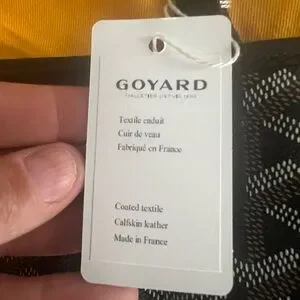 GOYARD
Textile enduit
Cuir de veau
Fabriqué en France
Coated textile
Calfskin leather
Made in France